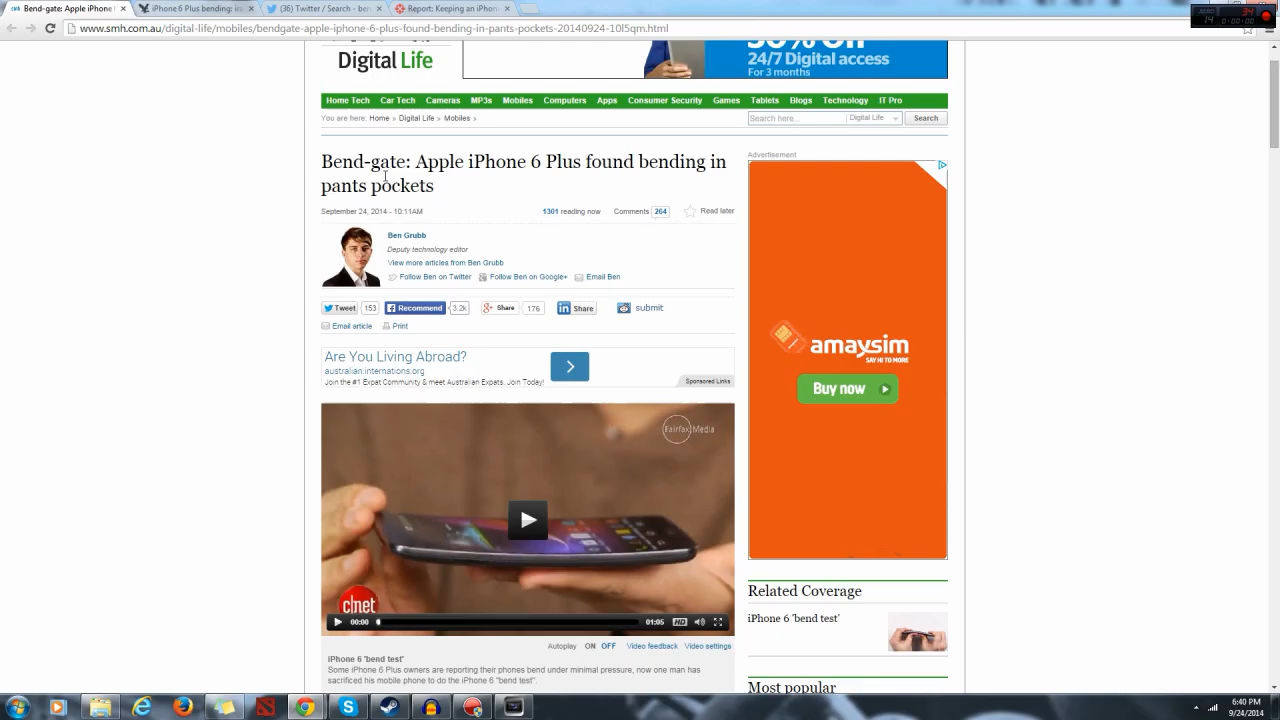 Bend-gate: Apple iPhone
iPhone 6 Plus bending: is
(36) Twitter / Search - ben
Report: Keeping an iPhon
34
14
0:00:00
www.smh.com.au/digital-life/mobiles/bendgate-apple-iphone-6-plus-found-bending-in-pants-pockets-20140924-10l5qm.html
Digital Life
50% Off
24/7 Digital access
For 3 months
Home Tech Car Tech Cameras MP3s Mobiles Computers Apps Consumer Security Games Tablets Blogs Technology IT Pro
You are here: Home » Digital Life » Mobiles »
Search here... Digital Life Search
Bend-gate: Apple iPhone 6 Plus found bending in
pants pockets
September 24, 2014 - 10:11AM
1301 reading now Comments 264 Read later
Ben Grubb
Deputy technology editor
View more articles from Ben Grubb
Follow Ben on Twitter Follow Ben on Google+ Email Ben
Tweet 153 Recommend 3.2k Share 176 Share submit
Email article Print
Are You Living Abroad?
australian.internations.org
Join the #1 Expat Community & meet Australian Expats. Join Today!
Sponsored Links
Fairfax Media
c|net
00:00 01:05 HD
Autoplay ON OFF Video feedback Video settings
iPhone 6 'bend test'
Some iPhone 6 Plus owners are reporting their phones bend under minimal pressure, now one man has
sacrificed his mobile phone to do the iPhone 6 "bend test".
Advertisement
amaysim
SAY HI TO MORE
Buy now
Related Coverage
iPhone 6 'bend test'
Most popular
6:40 PM
9/24/2014